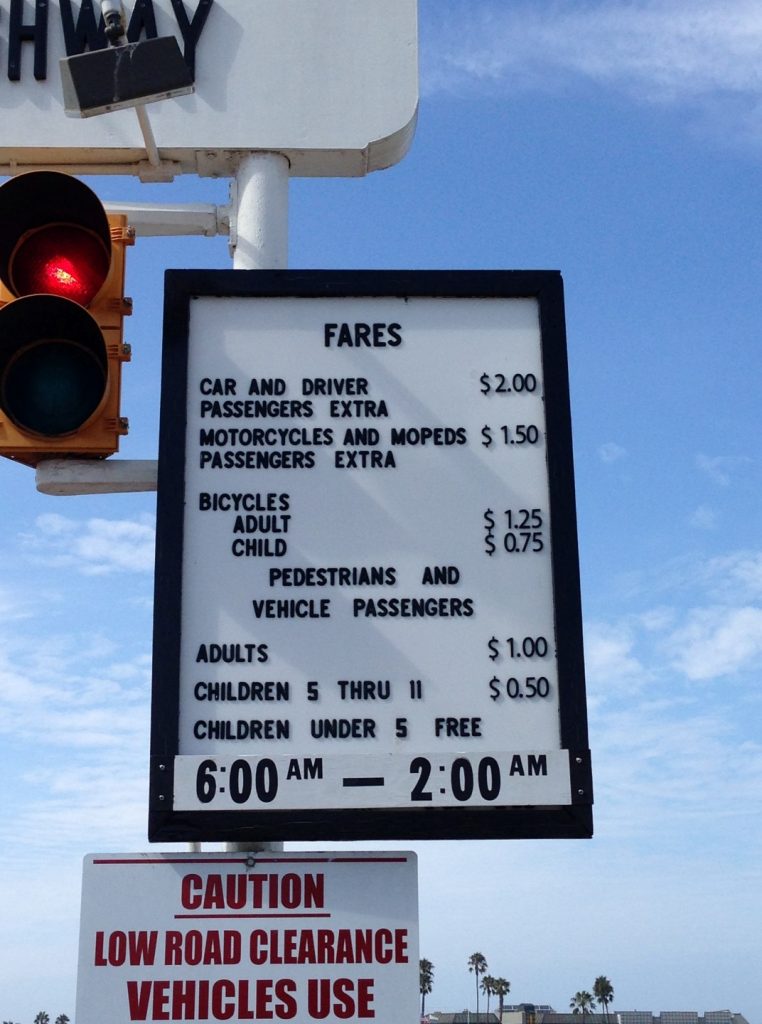 HWAY
FARES
CAR AND DRIVER $2.00
PASSENGERS EXTRA
MOTORCYCLES AND MOPEDS $1.50
PASSENGERS EXTRA
BICYCLES
ADULT $1.25
CHILD $0.75
PEDESTRIANS AND
VEHICLE PASSENGERS
ADULTS $1.00
CHILDREN 5 THRU 11 $0.50
CHILDREN UNDER 5 FREE
6:00 AM — 2:00 AM
CAUTION
LOW ROAD CLEARANCE
VEHICLES USE